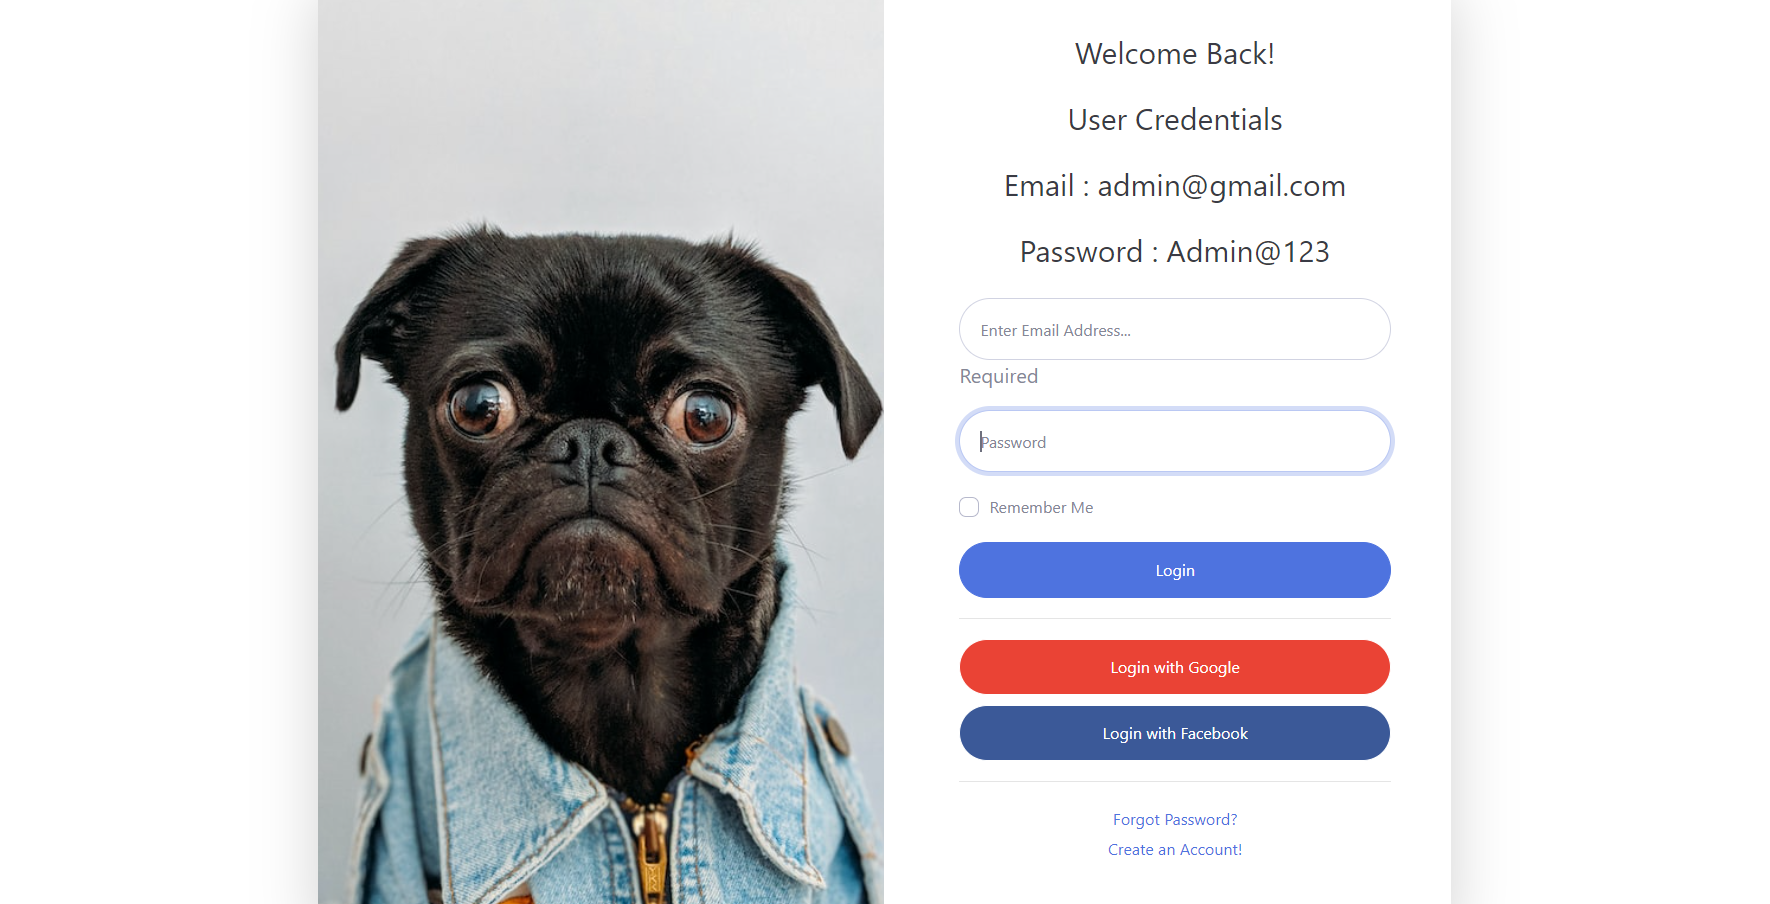 Welcome Back!
User Credentials
Email : admin@gmail.com
Password : Admin@123
Enter Email Address...
Required
Password
Remember Me
Login
Login with Google
Login with Facebook
Forgot Password?
Create an Account!